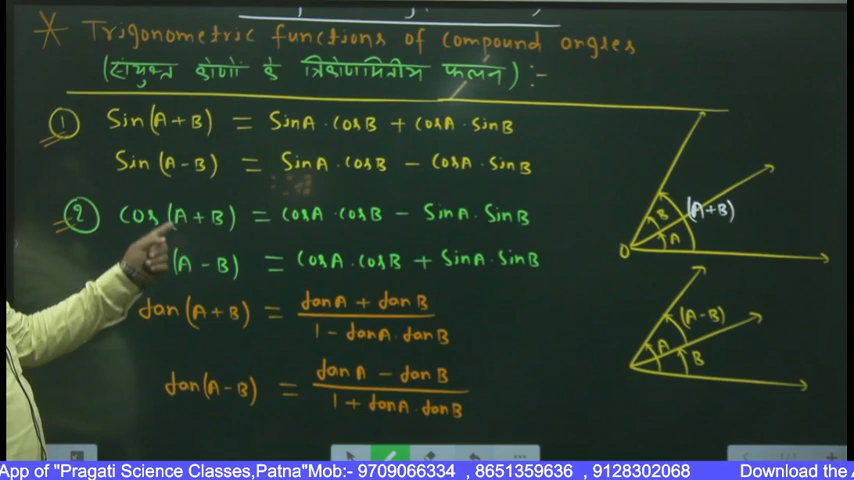 * Trigonometric functions of compound angles
(संयुक्त कोणों के त्रिकोणमितीय फलन) :-
① Sin(A+B) = SinA · cosB + cosA · sinB
Sin(A-B) = SinA · cosB - cosA · sinB
② cos(A+B) = cosA · cosB - SinA · SinB
(A-B) = cosA · cosB + SinA · SinB
tan(A+B) = tanA + tanB
1 - tanA · tanB
tan(A-B) = tanA - tanB
1 + tanA · tanB
O A B (A+B)
A B (A-B)
App of "Pragati Science Classes,Patna"Mob:- 9709066334 , 8651359636 , 9128302068 Download the A